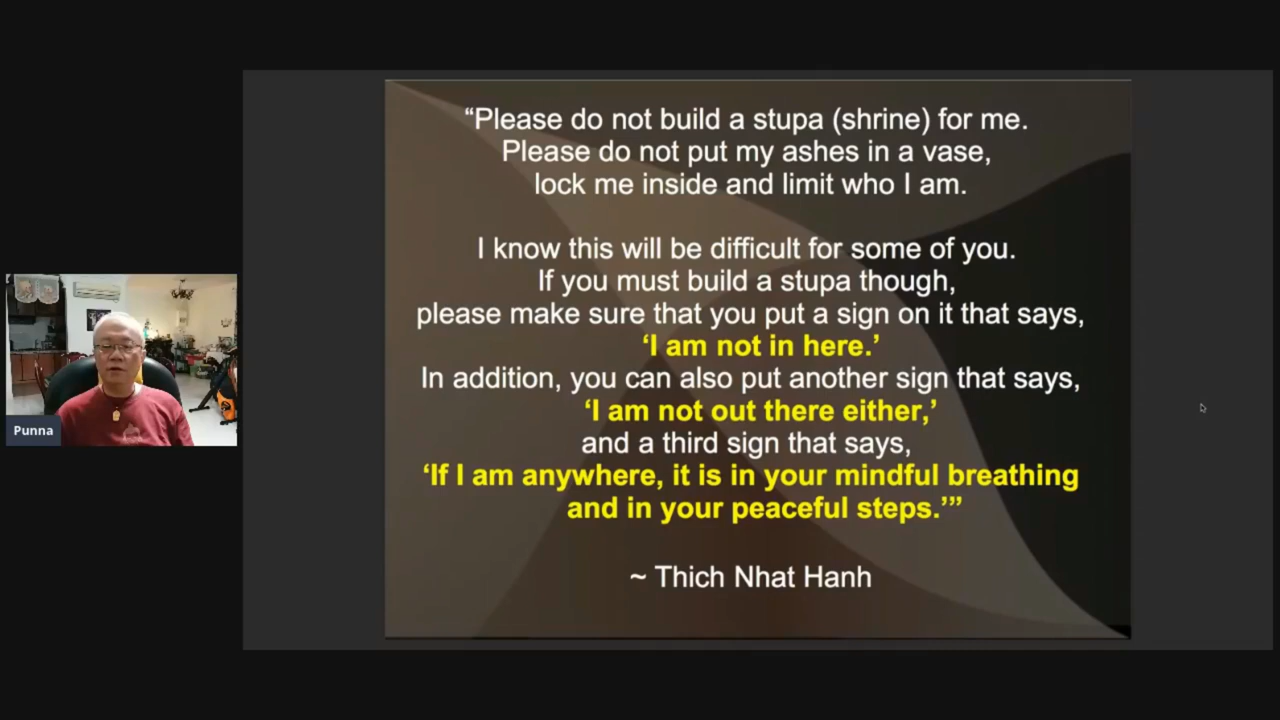 “Please do not build a stupa (shrine) for me.
Please do not put my ashes in a vase,
lock me inside and limit who I am.
I know this will be difficult for some of you.
If you must build a stupa though,
please make sure that you put a sign on it that says,
‘I am not in here.’
In addition, you can also put another sign that says,
‘I am not out there either,’
and a third sign that says,
‘If I am anywhere, it is in your mindful breathing
and in your peaceful steps.’”
~ Thich Nhat Hanh
Punna